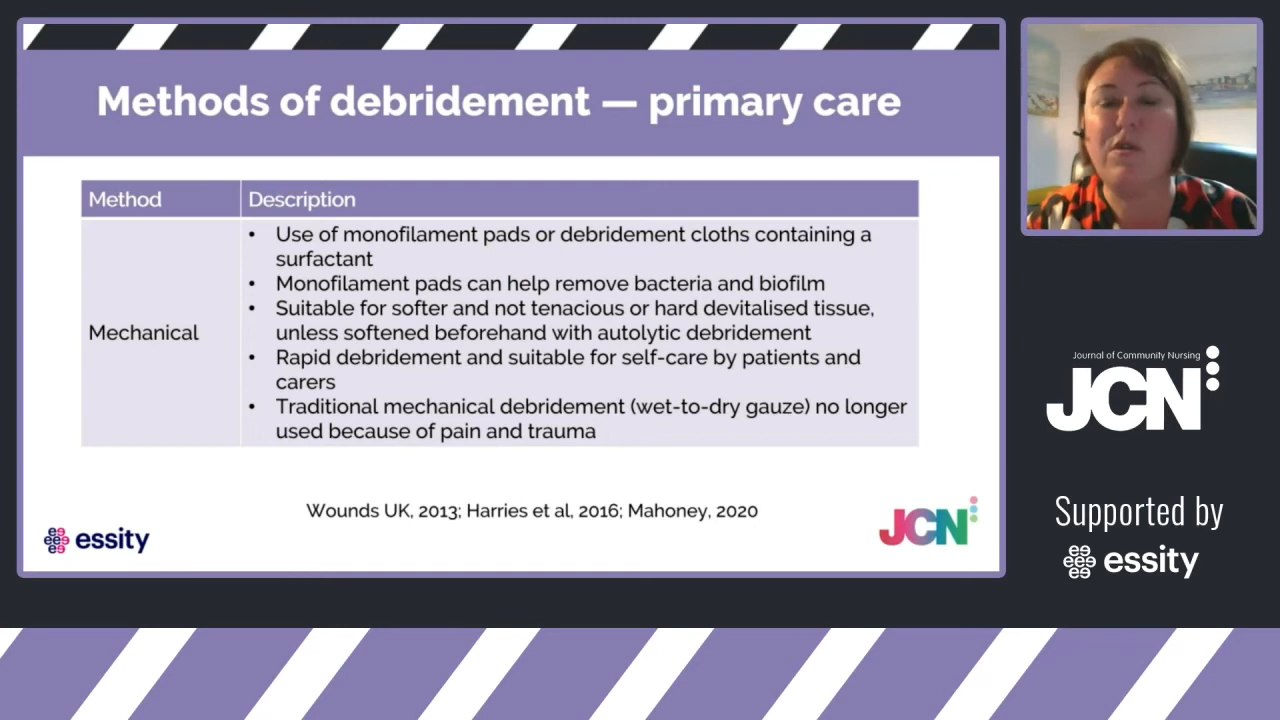 Methods of debridement — primary care
Method
Description
Mechanical
• Use of monofilament pads or debridement cloths containing a
surfactant
• Monofilament pads can help remove bacteria and biofilm
• Suitable for softer and not tenacious or hard devitalised tissue,
unless softened beforehand with autolytic debridement
• Rapid debridement and suitable for self-care by patients and
carers
• Traditional mechanical debridement (wet-to-dry gauze) no longer
used because of pain and trauma
Wounds UK, 2013; Harries et al, 2016; Mahoney, 2020
essity
JCN
Journal of Community Nursing
JCN
Supported by
essity